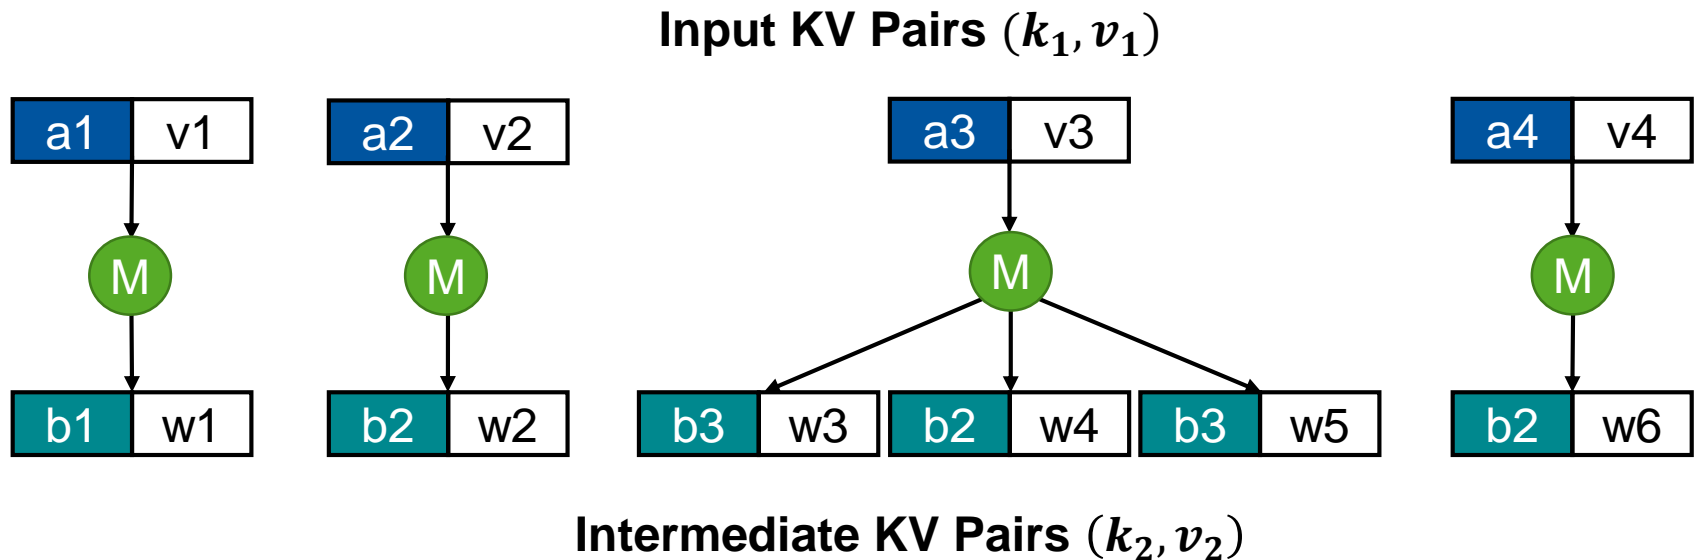 Input KV Pairs (k₁, v₁)
a1 v1 a2 v2 a3 v3 a4 v4
M M M M
b1 w1 b2 w2 b3 w3 b2 w4 b3 w5 b2 w6
Intermediate KV Pairs (k₂, v₂)